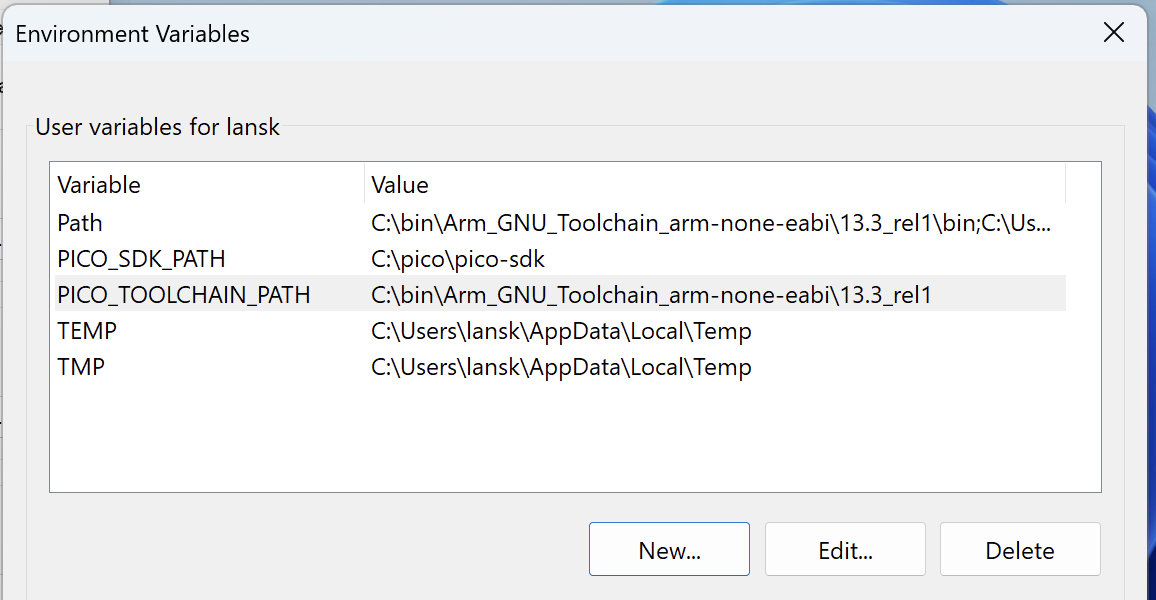 Environment Variables
User variables for lansk
Variable Value
Path C:\bin\Arm_GNU_Toolchain_arm-none-eabi\13.3_rel1\bin;C:\Us...
PICO_SDK_PATH C:\pico\pico-sdk
PICO_TOOLCHAIN_PATH C:\bin\Arm_GNU_Toolchain_arm-none-eabi\13.3_rel1
TEMP C:\Users\lansk\AppData\Local\Temp
TMP C:\Users\lansk\AppData\Local\Temp
New... Edit... Delete